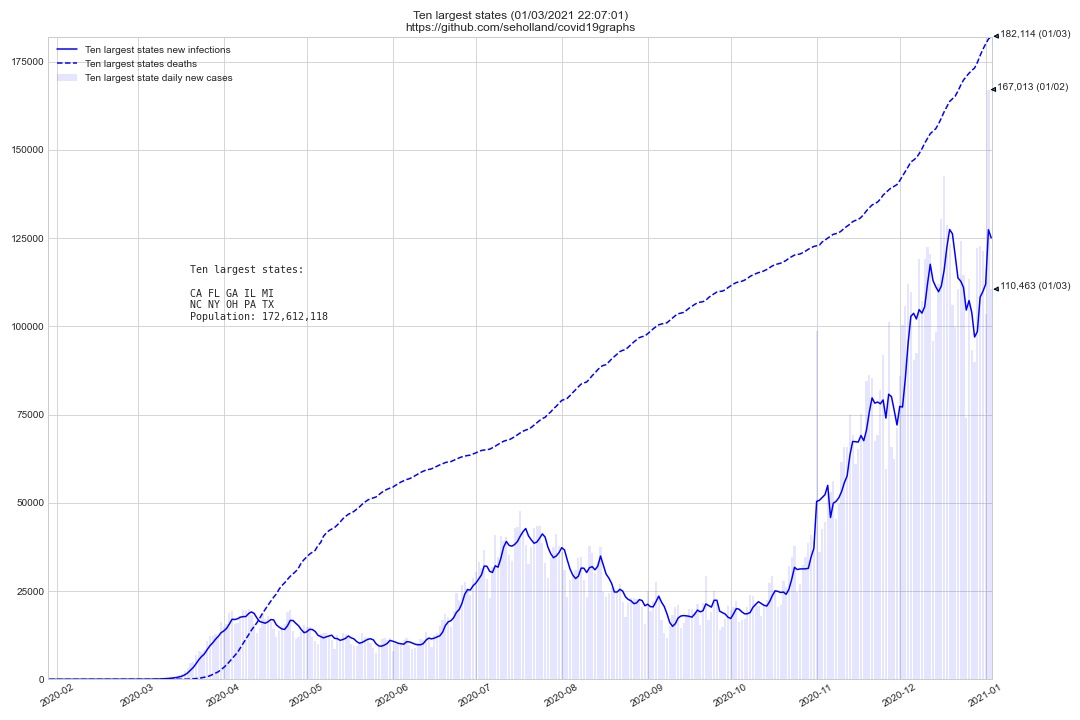 Ten largest states (01/03/2021 22:07:01)
https://github.com/seholland/covid19graphs
Ten largest states new infections
Ten largest states deaths
Ten largest state daily new cases
182,114 (01/03)
167,013 (01/02)
110,463 (01/03)
Ten largest states:
CA FL GA IL MI
NC NY OH PA TX
Population: 172,612,118
175000
150000
125000
100000
75000
50000
25000
0
2020-02
2020-03
2020-04
2020-05
2020-06
2020-07
2020-08
2020-09
2020-10
2020-11
2020-12
2021-01